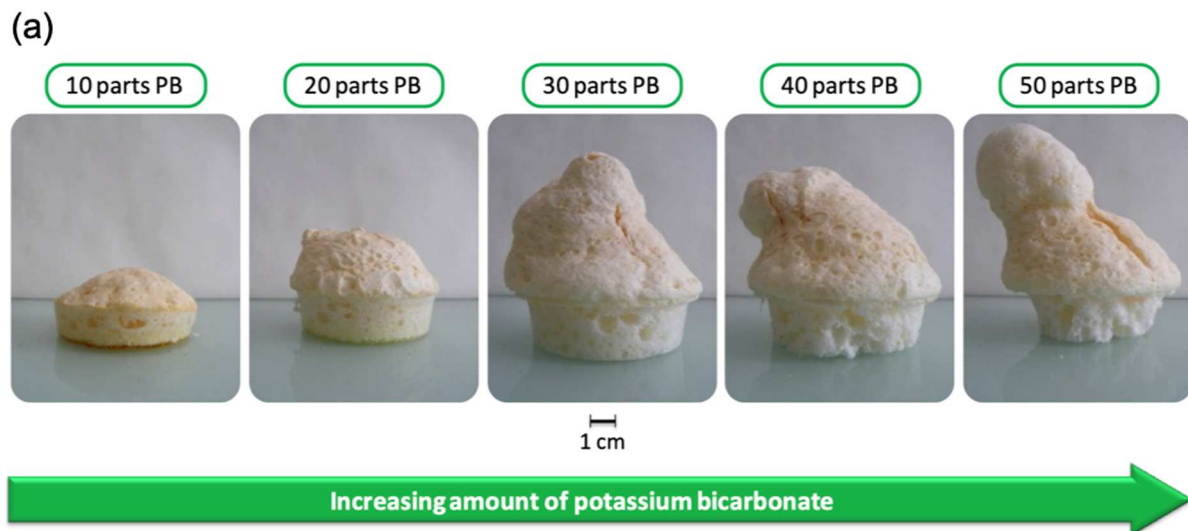 (a)
10 parts PB
20 parts PB
30 parts PB
40 parts PB
50 parts PB
1 cm
Increasing amount of potassium bicarbonate